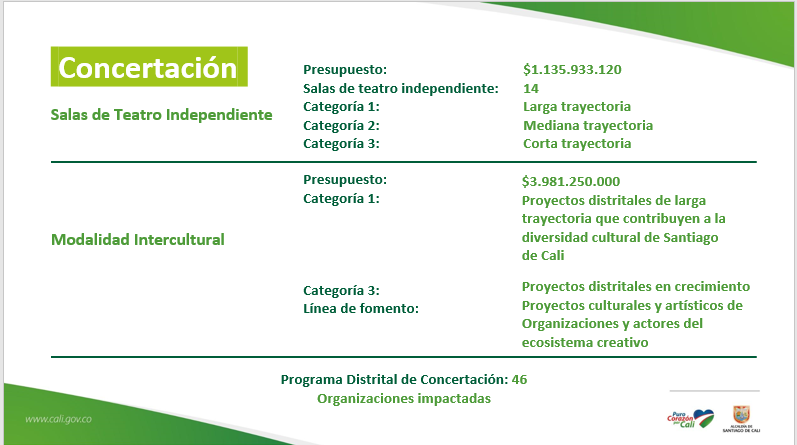 Concertación
Salas de Teatro Independiente
Presupuesto: $1.135.933.120
Salas de teatro independiente: 14
Categoría 1: Larga trayectoria
Categoría 2: Mediana trayectoria
Categoría 3: Corta trayectoria
Modalidad Intercultural
Presupuesto: $3.981.250.000
Categoría 1: Proyectos distritales de larga
trayectoria que contribuyen a la
diversidad cultural de Santiago
de Cali
Categoría 3: Proyectos distritales en crecimiento
Línea de fomento: Proyectos culturales y artísticos de
Organizaciones y actores del
ecosistema creativo
Programa Distrital de Concertación: 46
Organizaciones impactadas
www.cali.gov.co
Puro
Corazón
por
Cali
ALCALDÍA DE
SANTIAGO DE CALI